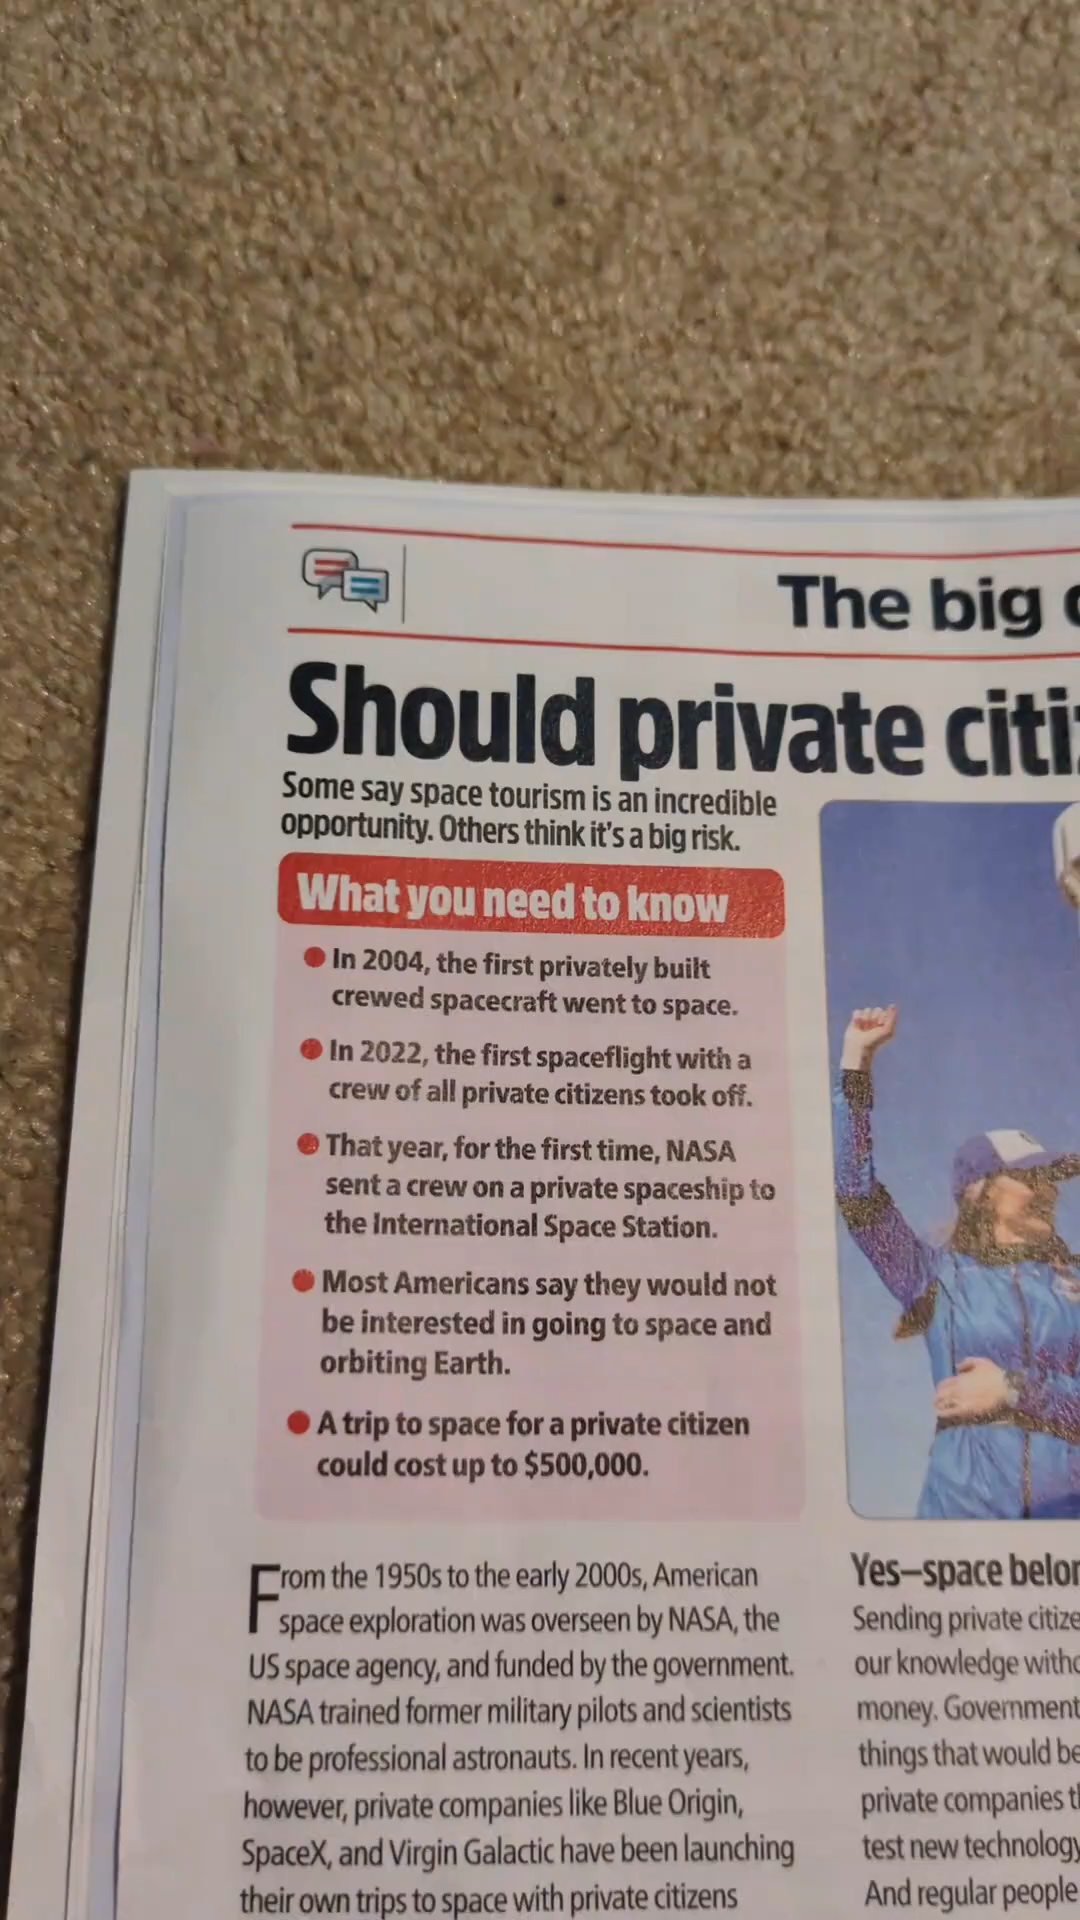 The big
Should private
Some say space tourism is an incredible
opportunity. Others think it's a big risk.
What you need to know
In 2004, the first privately built
crewed spacecraft went to space.
In 2022, the first spaceflight with a
crew of all private citizens took off.
That year, for the first time, NASA
sent a crew on a private spaceship to
the International Space Station.
Most Americans say they would not
be interested in going to space and
orbiting Earth.
A trip to space for a private citizen
could cost up to $500,000.
From the 1950s to the early 2000s, American
space exploration was overseen by NASA, the
US space agency, and funded by the government.
NASA trained former military pilots and scientists
to be professional astronauts. In recent years,
however, private companies like Blue Origin,
SpaceX, and Virgin Galactic have been launching
their own trips to space with private citizens
Yes—space
Sending private
our knowledge
money. Government
things that would be
private companies
test new technology
And regular people